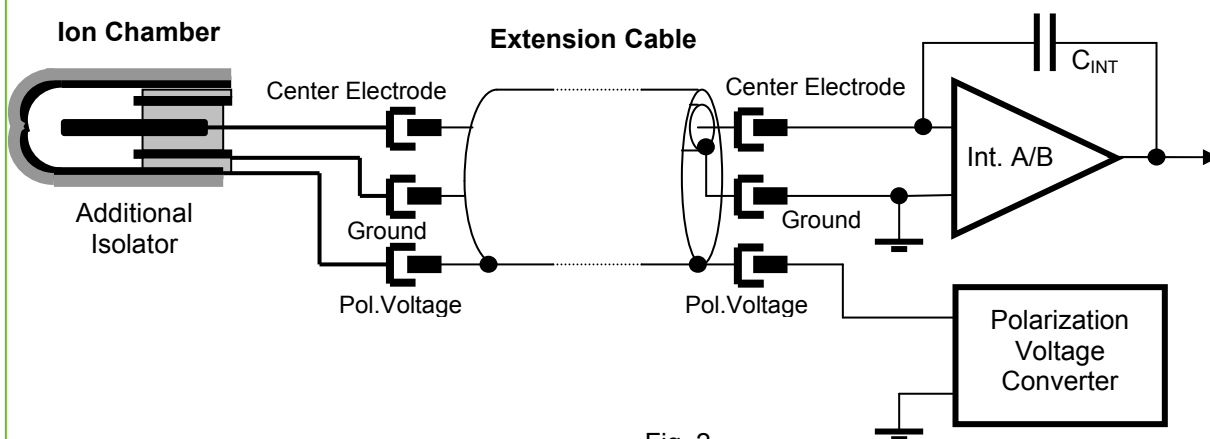 Ion Chamber
Extension Cable
Center Electrode
Center Electrode
C_INT
Int. A/B
Additional
Isolator
Ground
Ground
Pol.Voltage
Pol.Voltage
Polarization
Voltage
Converter